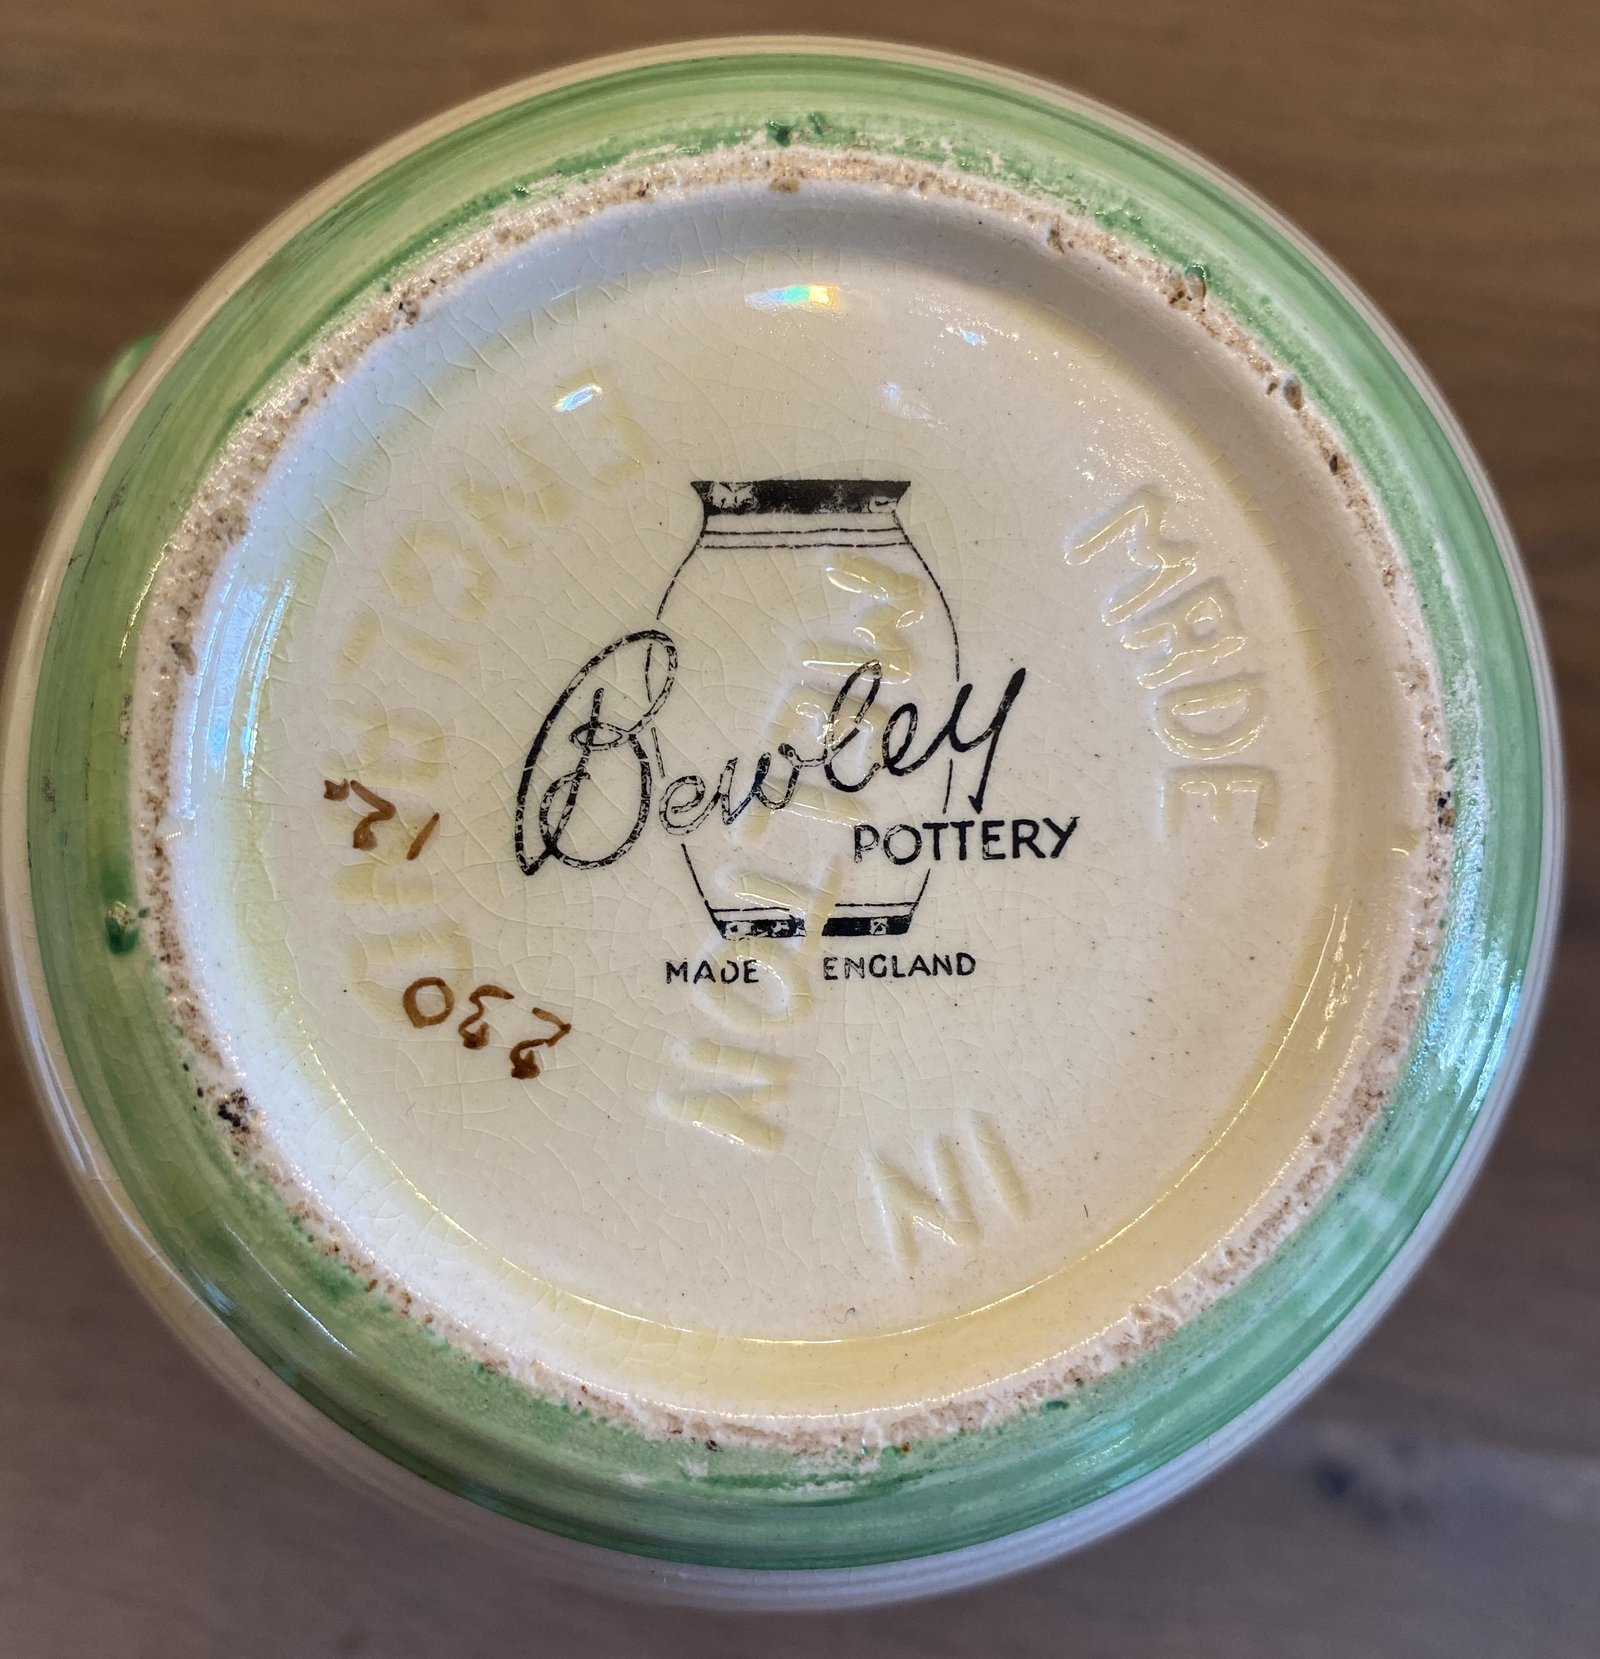 Bewley
POTTERY
MADE ENGLAND
MADE
IN
ENGLAND
12
230